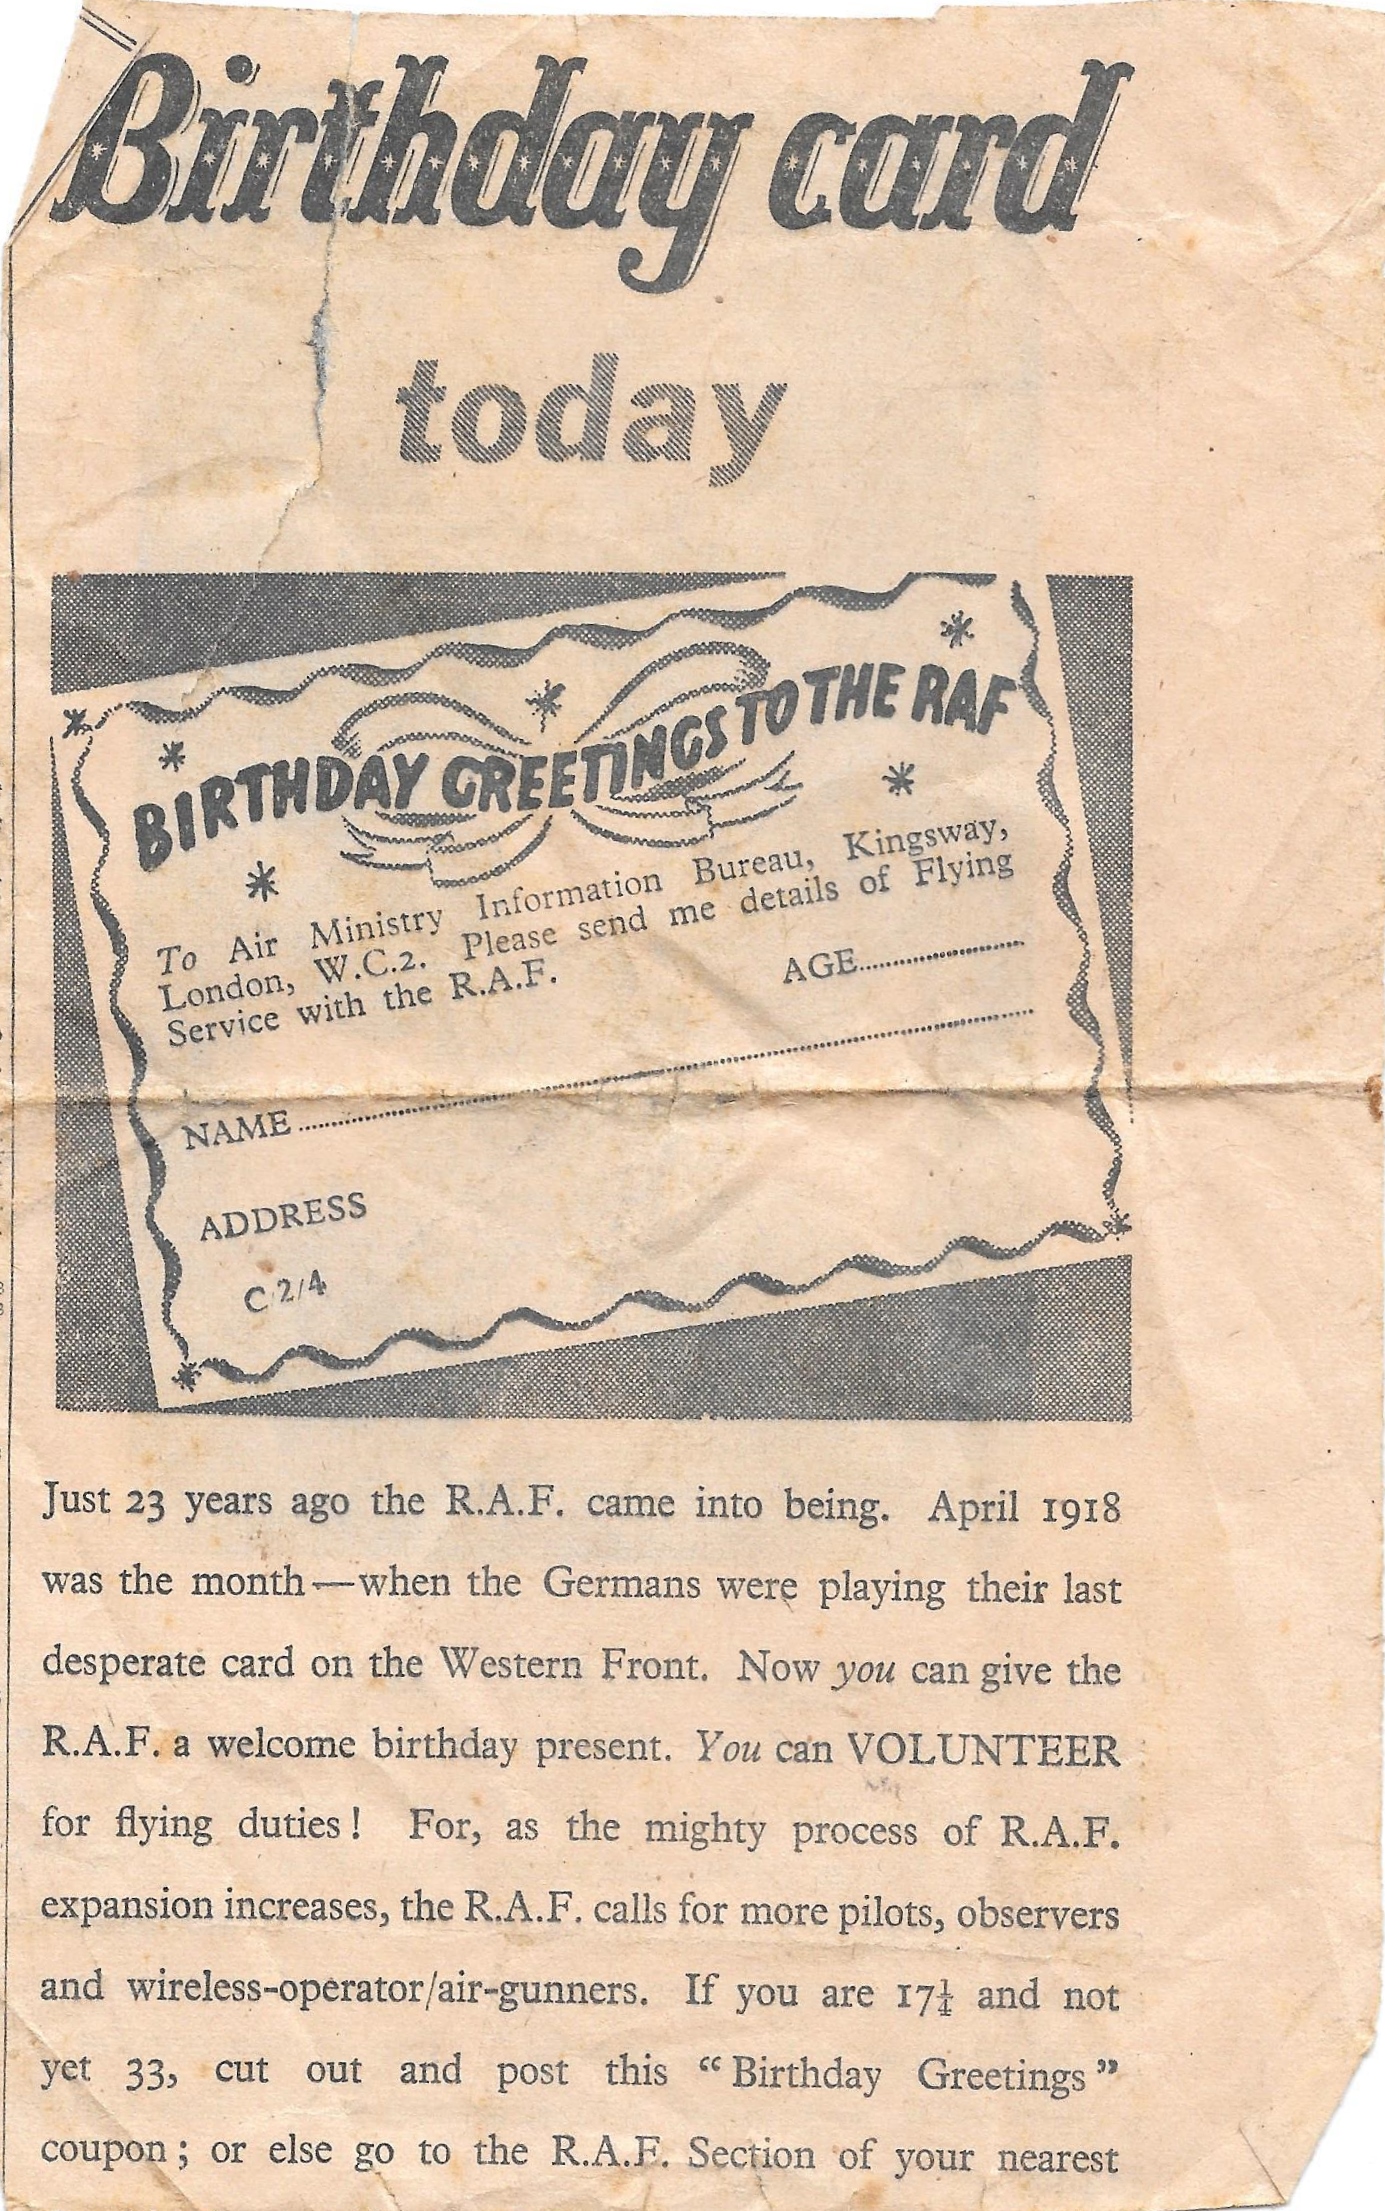 Birthday card
today
BIRTHDAY GREETINGS TO THE RAF
To Air Ministry Information Bureau, Kingsway,
London, W.C.2. Please send me details of Flying
Service with the R.A.F.
AGE
NAME
ADDRESS
C 2/4
Just 23 years ago the R.A.F. came into being. April 1918
was the month—when the Germans were playing their last
desperate card on the Western Front. Now you can give the
R.A.F. a welcome birthday present. You can VOLUNTEER
for flying duties! For, as the mighty process of R.A.F.
expansion increases, the R.A.F. calls for more pilots, observers
and wireless-operator/air-gunners. If you are 17¼ and not
yet 33, cut out and post this “Birthday Greetings”
coupon; or else go to the R.A.F. Section of your nearest